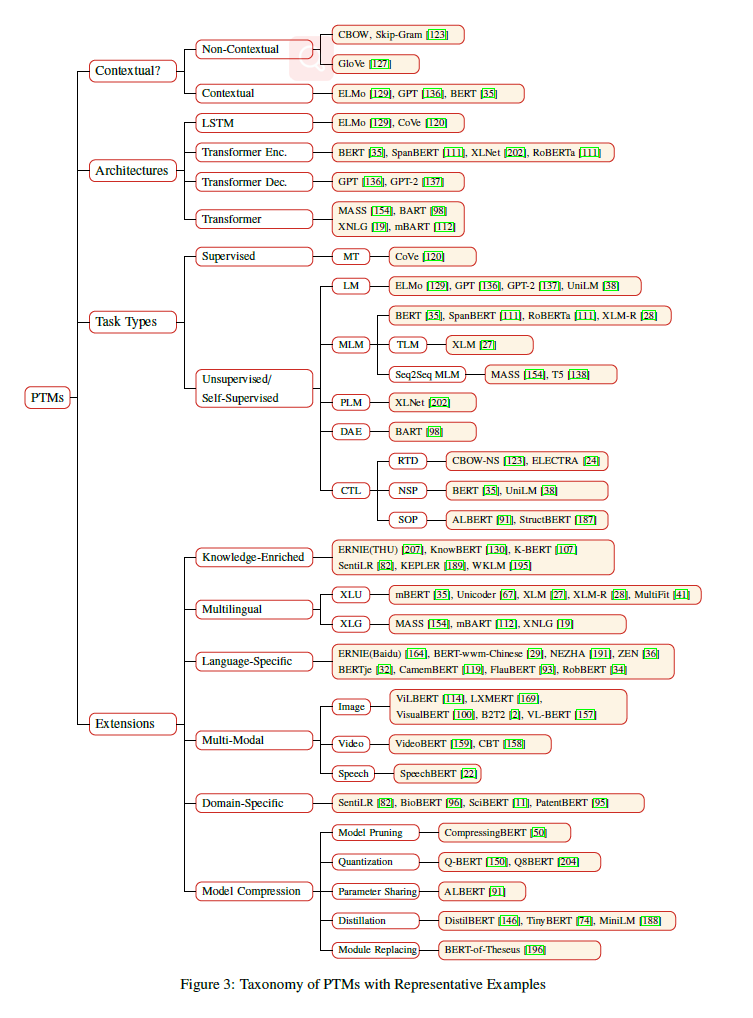 CBOW, Skip-Gram [123]
Non-Contextual
GloVe [127]
Contextual?
Contextual
ELMo [129], GPT [136], BERT [35]
LSTM
ELMo [129], CoVe [120]
Transformer Enc.
BERT [35], SpanBERT [111], XLNet [202], RoBERTa [111]
Architectures
Transformer Dec.
GPT [136], GPT-2 [137]
Transformer
MASS [154], BART [98]
XNLG [19], mBART [112]
Supervised
MT
CoVe [120]
LM
ELMo [129], GPT [136], GPT-2 [137], UniLM [38]
BERT [35], SpanBERT [111], RoBERTa [111], XLM-R [28]
Task Types
MLM
TLM
XLM [27]
Seq2Seq MLM
MASS [154], T5 [138]
Unsupervised/
Self-Supervised
PTMs
PLM
XLNet [202]
DAE
BART [98]
RTD
CBOW-NS [123], ELECTRA [24]
CTL
NSP
BERT [35], UniLM [38]
SOP
ALBERT [91], StructBERT [187]
Knowledge-Enriched
ERNIE(THU) [207], KnowBERT [130], K-BERT [107]
SentiLR [82], KEPLER [189], WKLM [195]
XLU
mBERT [35], Unicoder [67], XLM [27], XLM-R [28], MultiFit [41]
Multilingual
XLG
MASS [154], mBART [112], XNLG [19]
Language-Specific
ERNIE(Baidu) [164], BERT-wwm-Chinese [29], NEZHA [191], ZEN [36]
BERTje [32], CamemBERT [119], FlauBERT [93], RobBERT [34]
Extensions
Image
ViLBERT [114], LXMERT [169],
VisualBERT [100], B2T2 [2], VL-BERT [157]
Multi-Modal
Video
VideoBERT [159], CBT [158]
Speech
SpeechBERT [22]
Domain-Specific
SentiLR [82], BioBERT [96], SciBERT [11], PatentBERT [95]
Model Pruning
CompressingBERT [50]
Quantization
Q-BERT [150], Q8BERT [204]
Model Compression
Parameter Sharing
ALBERT [91]
Distillation
DistilBERT [146], TinyBERT [74], MiniLM [188]
Module Replacing
BERT-of-Theseus [196]
Figure 3: Taxonomy of PTMs with Representative Examples